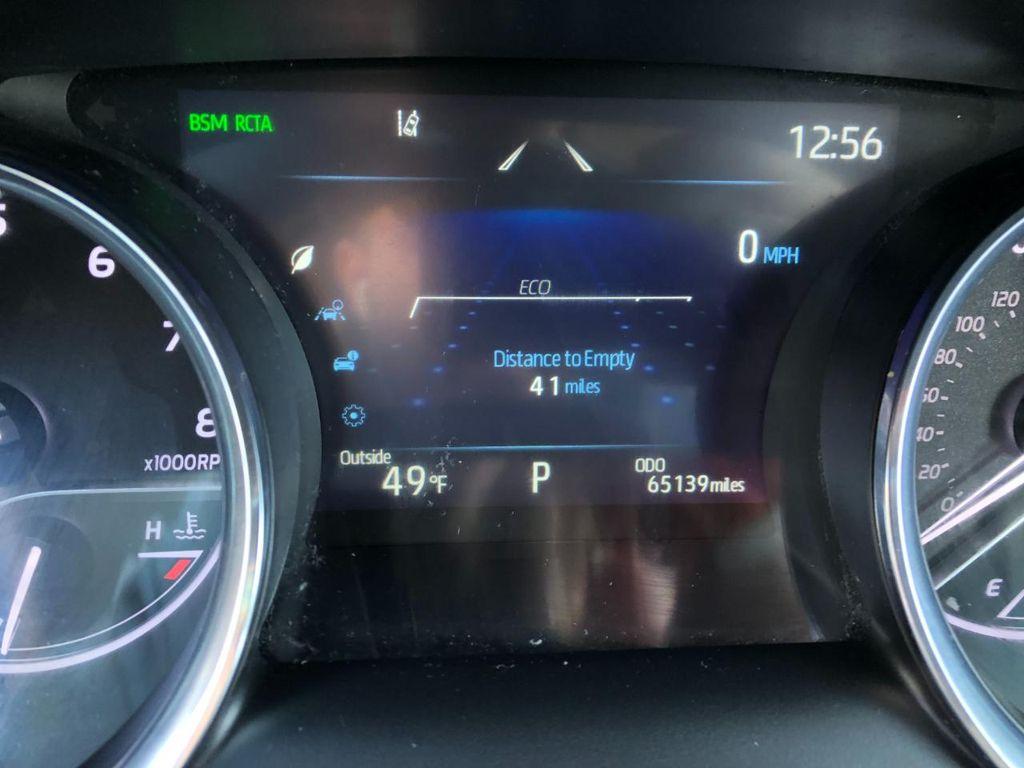 BSM RCTA
12:56
0 MPH
ECO
Distance to Empty
41 miles
Outside
49°F
P
ODO
65139 miles
6
7
8
x1000RP
H
120
100
80
20
0
E